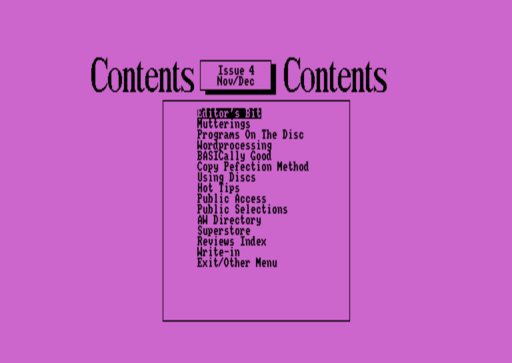 Contents Issue 4 Contents
Nov/Dec
Editor's Bit
Mutterings
Programs On The Disc
Wordprocessing
BASICally Good
Copy Pefection Method
Using Discs
Hot Tips
Public Access
Public Selections
AW Directory
Superstore
Reviews Index
Write-in
Exit/Other Menu